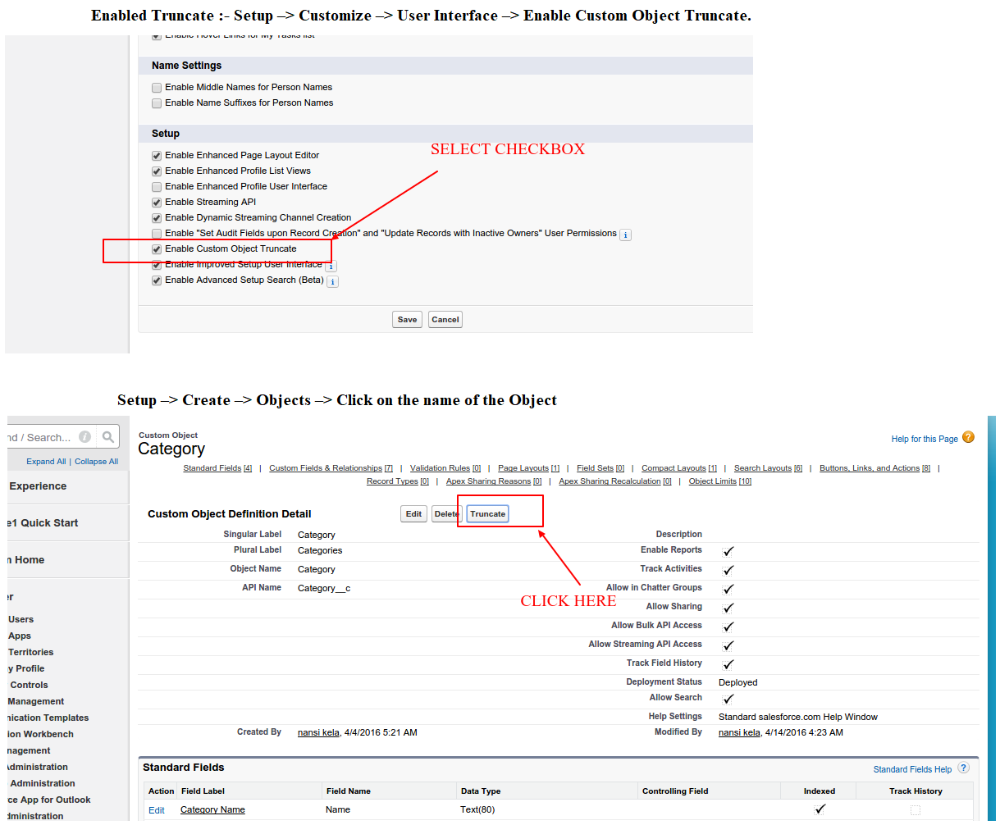 Enabled Truncate :- Setup –> Customize –> User Interface –> Enable Custom Object Truncate.
Enable Hover Links for My Tasks list
Name Settings
Enable Middle Names for Person Names
Enable Name Suffixes for Person Names
Setup
SELECT CHECKBOX
Enable Enhanced Page Layout Editor
Enable Enhanced Profile List Views
Enable Enhanced Profile User Interface
Enable Streaming API
Enable Dynamic Streaming Channel Creation
Enable "Set Audit Fields upon Record Creation" and "Update Records with Inactive Owners" User Permissions i
Enable Custom Object Truncate
Enable Improved Setup User Interface i
Enable Advanced Setup Search (Beta) i
Save Cancel
Setup –> Create –> Objects –> Click on the name of the Object
nd / Search... i
Expand All | Collapse All
Experience
e1 Quick Start
Home
er
Users
Apps
Territories
y Profile
Controls
Management
nication Templates
ion Workbench
nagement
Administration
Administration
ce App for Outlook
dministration
Custom Object
Category
Help for this Page ?
Standard Fields [4] | Custom Fields & Relationships [7] | Validation Rules [0] | Page Layouts [1] | Field Sets [0] | Compact Layouts [1] | Search Layouts [6] | Buttons, Links, and Actions [8] |
Record Types [0] | Apex Sharing Reasons [0] | Apex Sharing Recalculation [0] | Object Limits [10]
Custom Object Definition Detail Edit Delete Truncate
Singular Label Category Description
Plural Label Categories Enable Reports
Object Name Category Track Activities
API Name Category__c Allow in Chatter Groups
CLICK HERE
Allow Sharing
Allow Bulk API Access
Allow Streaming API Access
Track Field History
Deployment Status Deployed
Allow Search
Help Settings Standard salesforce.com Help Window
Created By nansi kela, 4/4/2016 5:21 AM Modified By nansi kela, 4/14/2016 4:23 AM
Standard Fields Standard Fields Help ?
Action Field Label Field Name Data Type Controlling Field Indexed Track History
Edit Category Name Name Text(80)